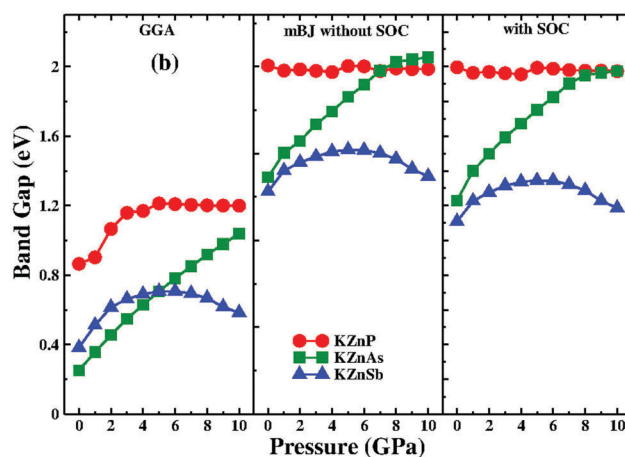 GGA mBJ without SOC with SOC
(b)
Band Gap (eV)
2
1.6
1.2
0.8
0.4
0
KZnP
KZnAs
KZnSb
0 2 4 6 8 10 0 2 4 6 8 10 0 2 4 6 8 10
Pressure (GPa)